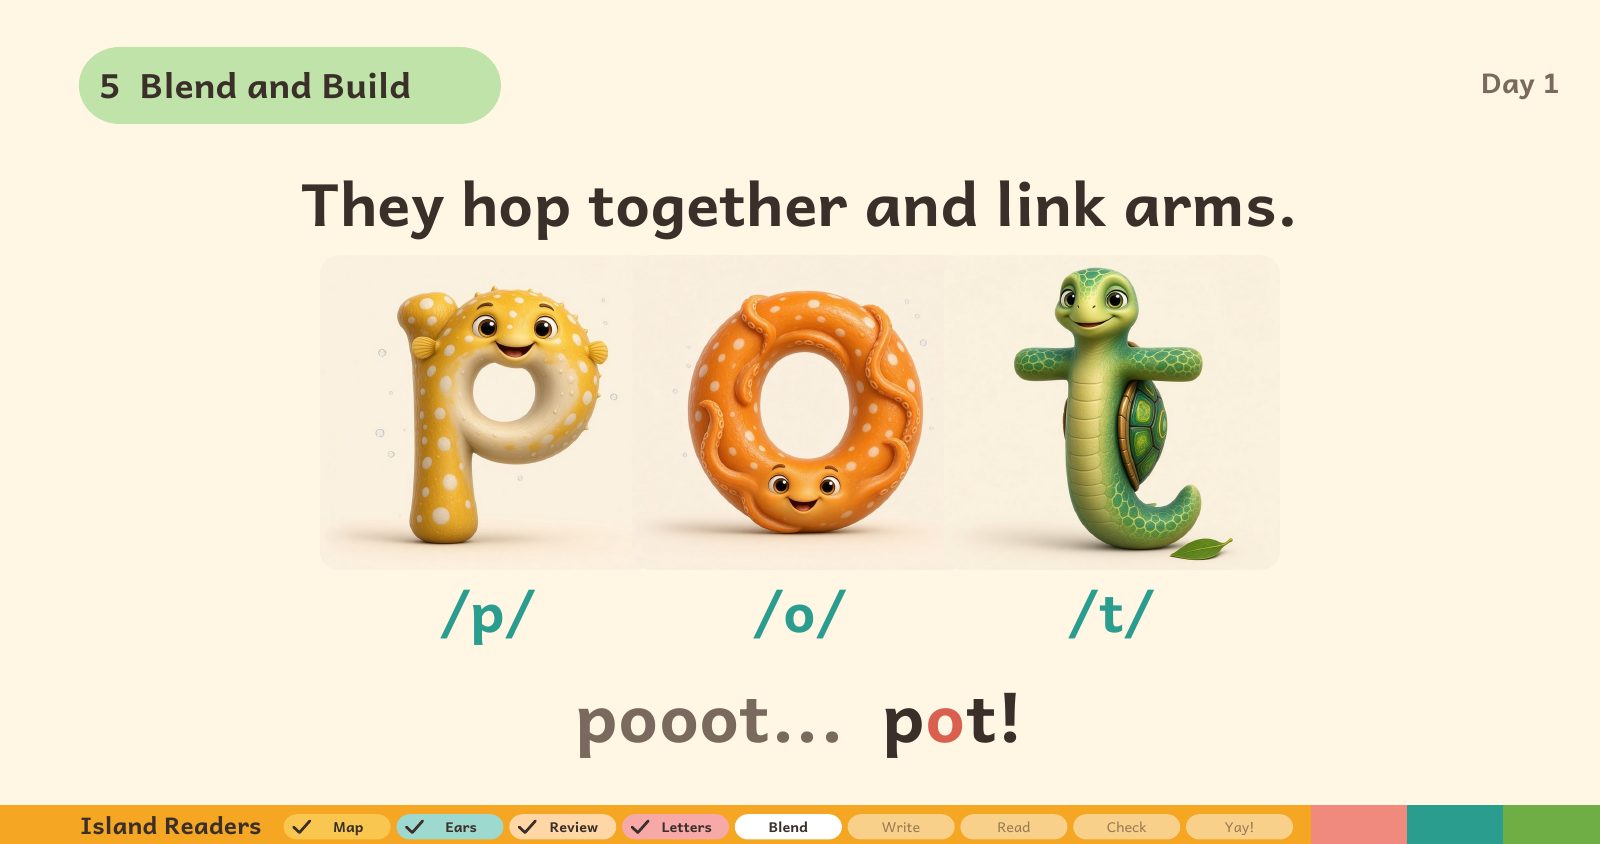 5 Blend and Build
Day 1
They hop together and link arms.
/p/ /o/ /t/
pooot... pot!
Island Readers Map Ears Review Letters Blend Write Read Check Yay!